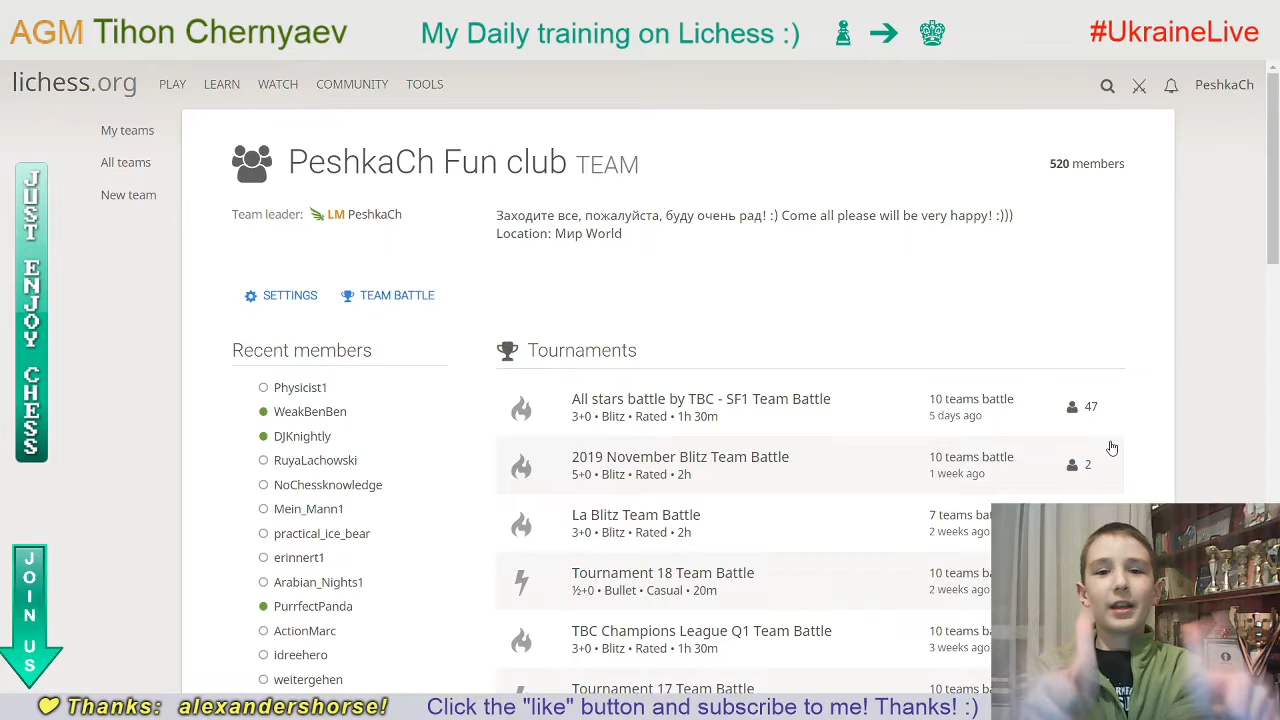 AGM Tihon Chernyaev
My Daily training on Lichess :)
#UkraineLive
lichess.org
PLAY
LEARN
WATCH
COMMUNITY
TOOLS
PeshkaCh
My teams
All teams
New team
JUST ENJOY CHESS
JOIN US
PeshkaCh Fun club TEAM
520 members
Team leader: LM PeshkaCh
Заходите все, пожалуйста, буду очень рад! :) Come all please will be very happy! :)))
Location: Мир World
SETTINGS
TEAM BATTLE
Recent members
Physicist1
WeakBenBen
DJKnightly
RuyaLachowski
NoChessknowledge
Mein_Mann1
practical_ice_bear
erinnert1
Arabian_Nights1
PurrfectPanda
ActionMarc
idreehero
weitergehen
Tournaments
All stars battle by TBC - SF1 Team Battle
3+0 • Blitz • Rated • 1h 30m
10 teams battle
5 days ago
47
2019 November Blitz Team Battle
5+0 • Blitz • Rated • 2h
10 teams battle
1 week ago
2
La Blitz Team Battle
3+0 • Blitz • Rated • 2h
7 teams bat
2 weeks ago
Tournament 18 Team Battle
½+0 • Bullet • Casual • 20m
10 teams ba
2 weeks ago
TBC Champions League Q1 Team Battle
3+0 • Blitz • Rated • 1h 30m
10 teams ba
3 weeks ago
Tournament 17 Team Battle
10 teams ba
Thanks: alexandershorse!
Click the "like" button and subscribe to me! Thanks! :)